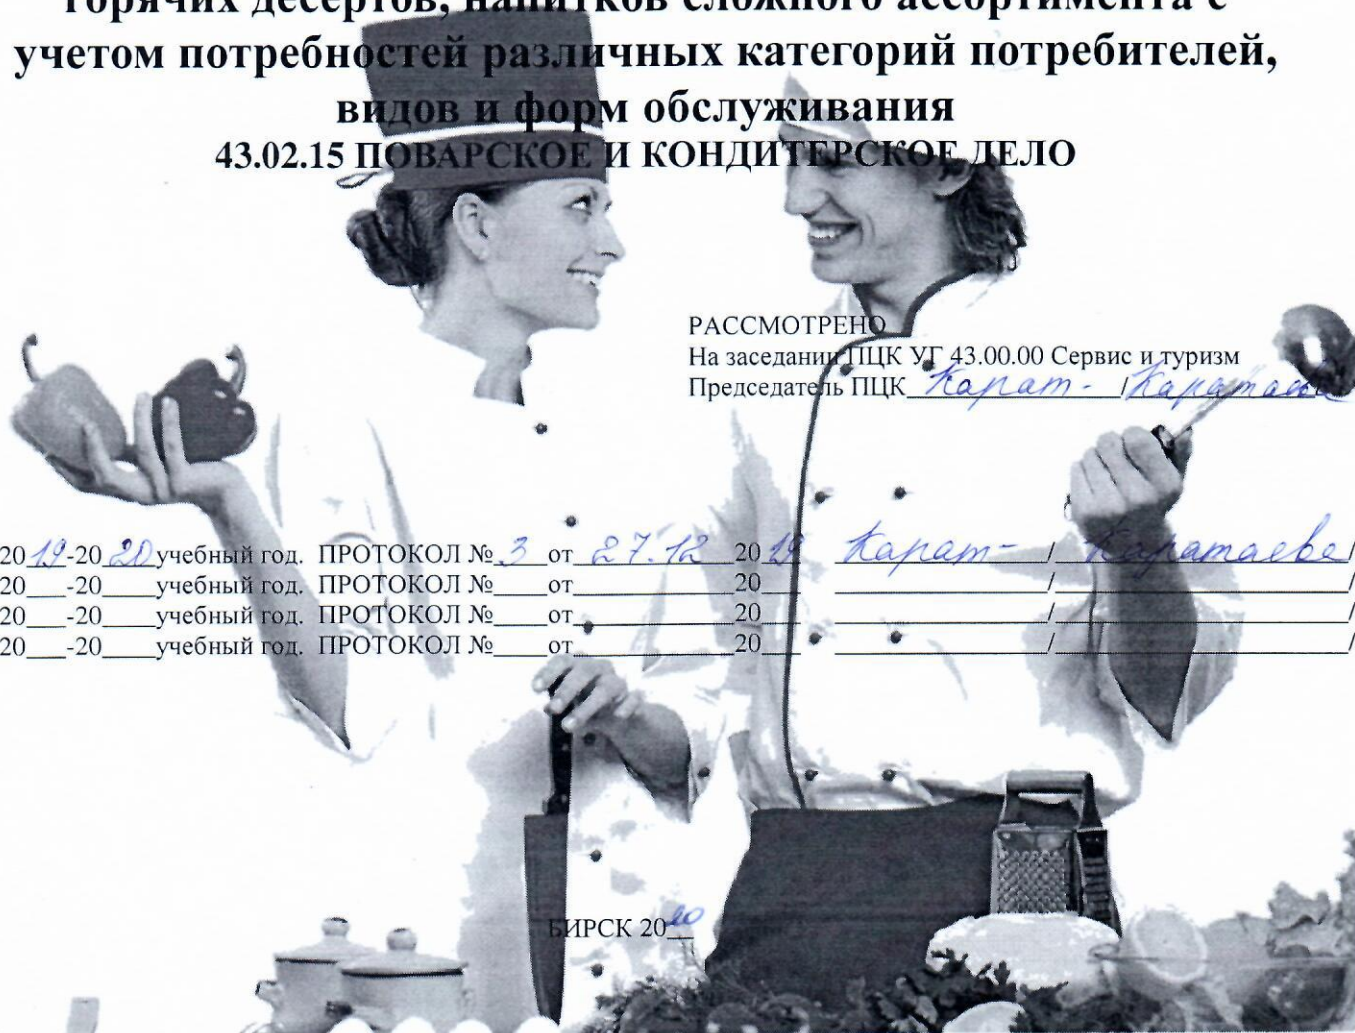 горячих десертов, напитков сложного ассортимента с
учетом потребностей различных категорий потребителей,
видов и форм обслуживания
43.02.15 ПОВАРСКОЕ И КОНДИТЕРСКОЕ ДЕЛО
РАССМОТРЕНО
На заседании ПЦК УГ 43.00.00 Сервис и туризм
Председатель ПЦК Карат- / Каратаева
2019-2020 учебный год. ПРОТОКОЛ № 3 от 27.12 2019 Карат- / Каратаева /
20___-20____учебный год. ПРОТОКОЛ №____от____________20___ ________________/______________________/
20___-20____учебный год. ПРОТОКОЛ №____от____________20___ ________________/______________________/
20___-20____учебный год. ПРОТОКОЛ №____от____________20___ ________________/______________________/
БИРСК 2020